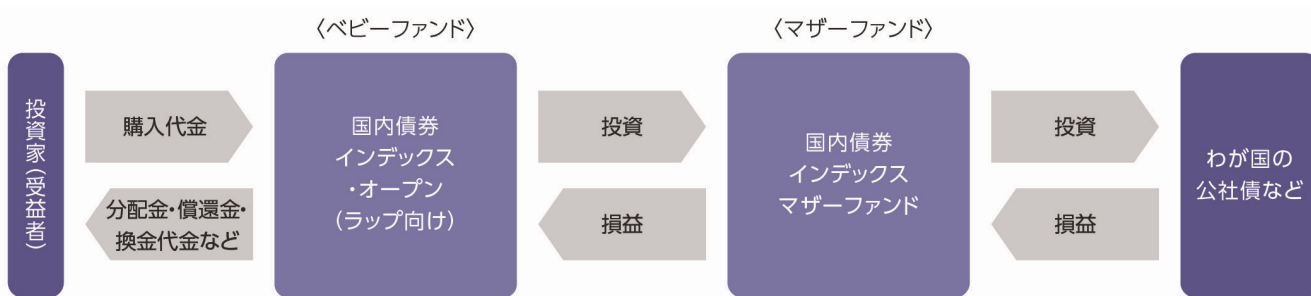 〈ベビーファンド〉
〈マザーファンド〉
投資家(受益者)
購入代金
分配金・償還金・
換金代金など
国内債券
インデックス
・オープン
(ラップ向け)
投資
損益
国内債券
インデックス
マザーファンド
投資
損益
わが国の
公社債など